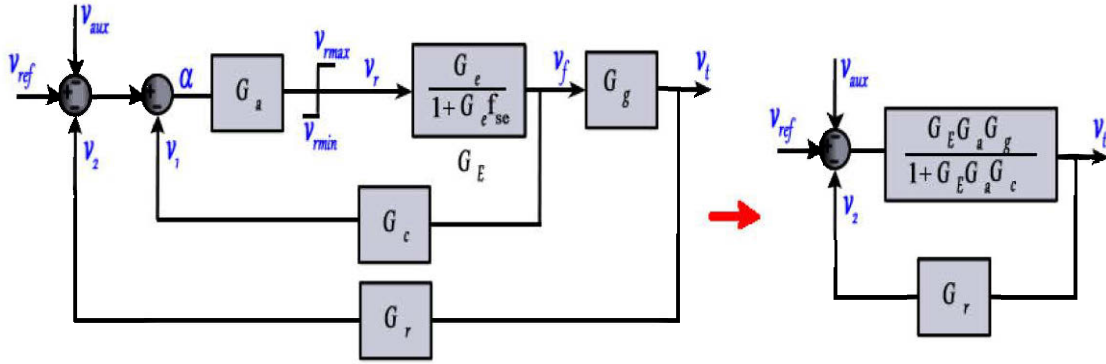 v_aux
v_ref
α
G_a
v_rmax
v_rmin
v_r
G_e
1 + G_e f_se
G_E
v_f
G_g
v_t
v_2
v_1
G_c
G_r
v_aux
v_ref
G_E G_a G_g
1 + G_E G_a G_c
v_t
v_2
G_r